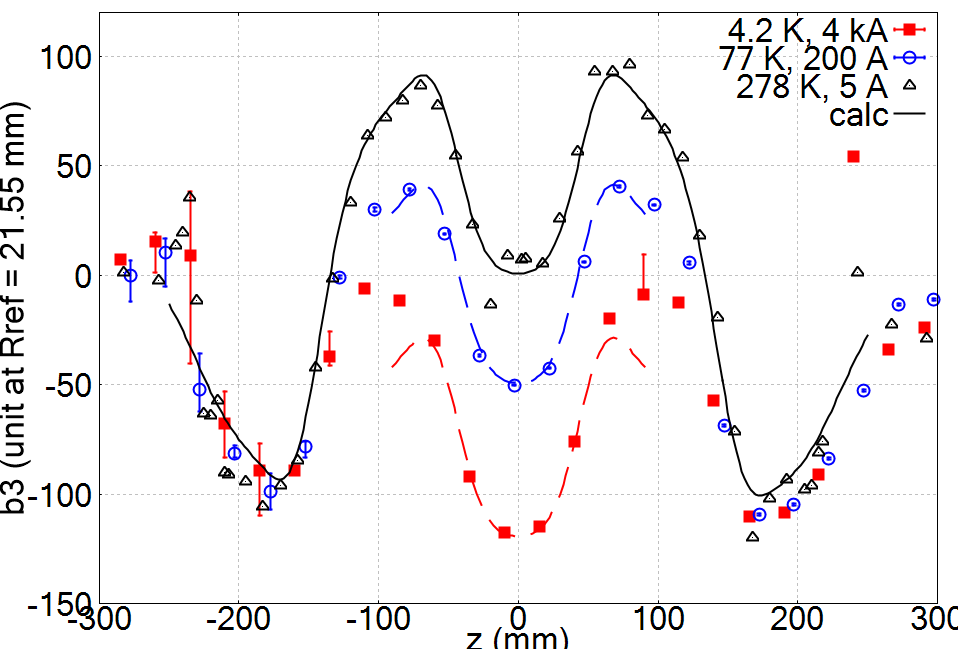 4.2 K, 4 kA
77 K, 200 A
278 K, 5 A
calc
b3 (unit at Rref = 21.55 mm)
100
50
0
-50
-100
-150
-300
-200
-100
0
100
200
300
z (mm)